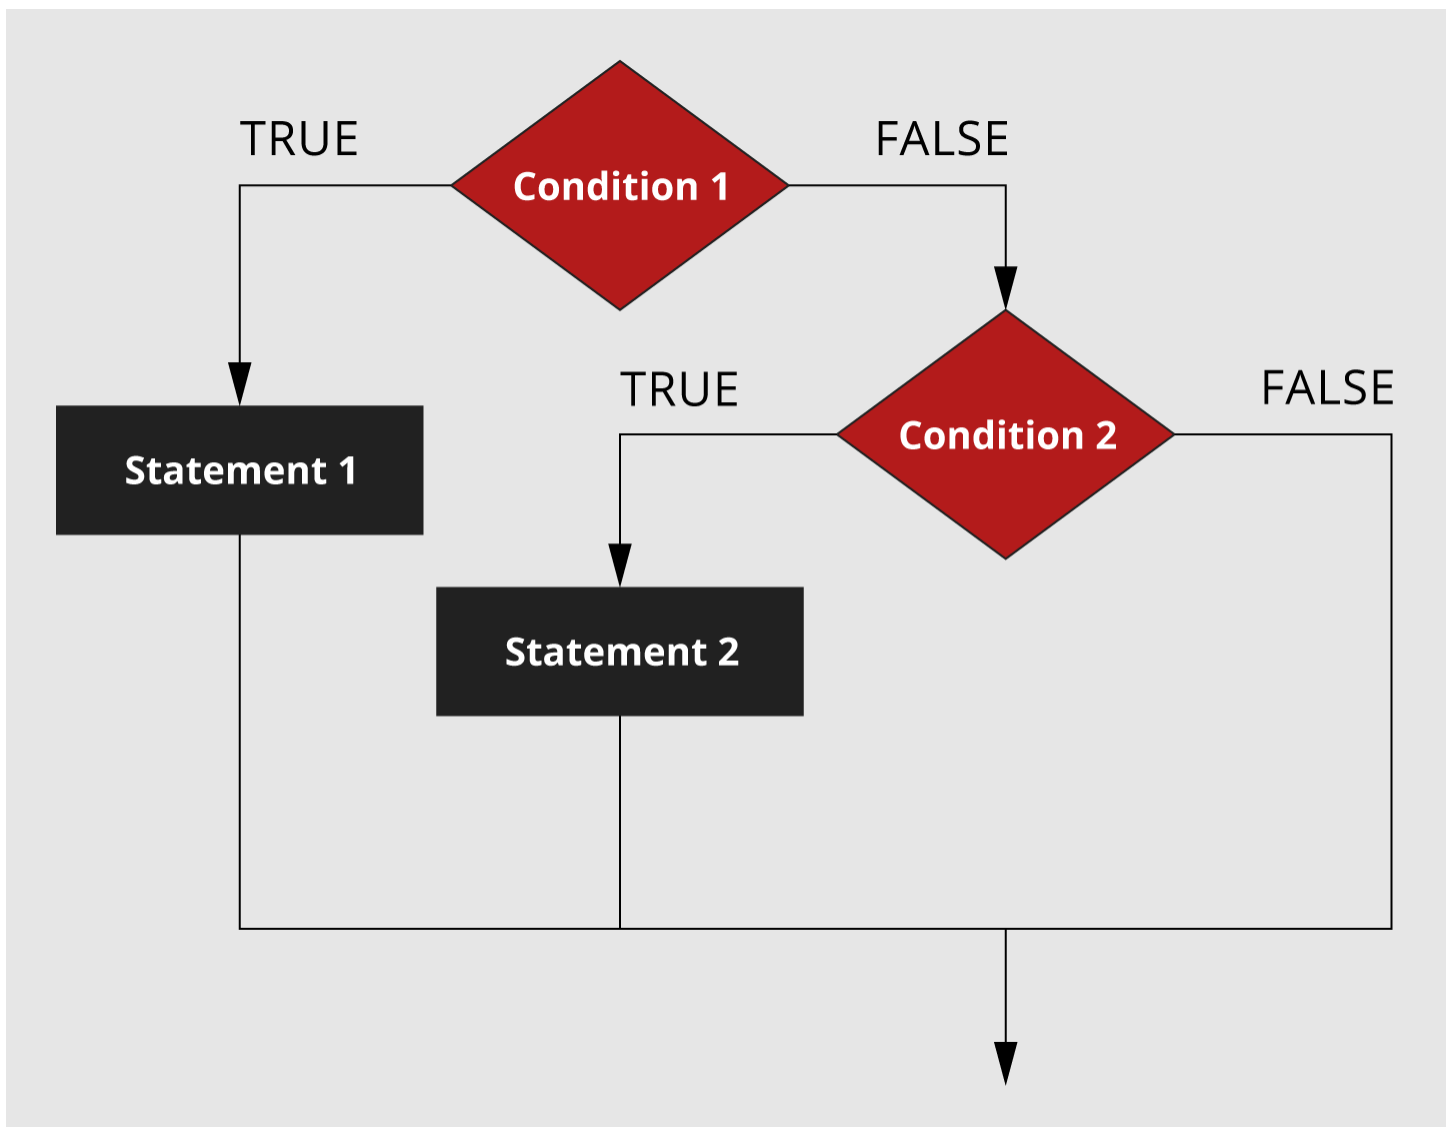 TRUE
FALSE
Condition 1
TRUE
FALSE
Condition 2
Statement 1
Statement 2